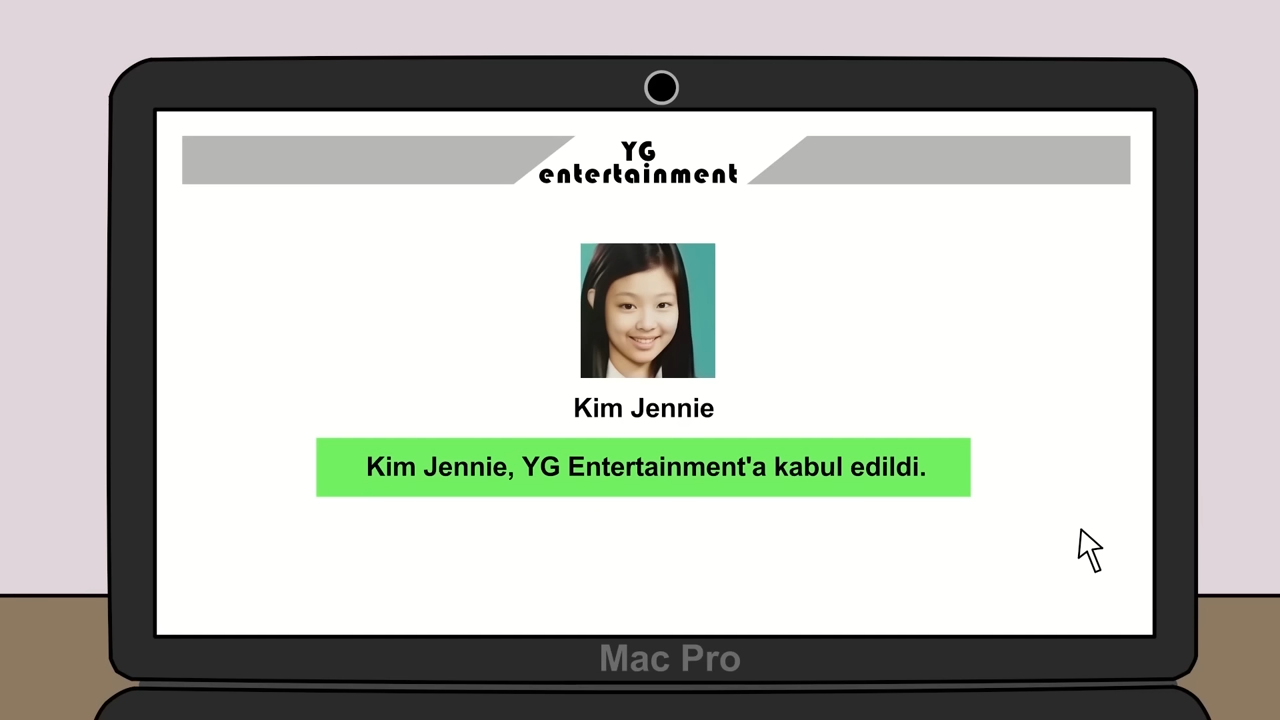 YG
entertainment
Kim Jennie
Kim Jennie, YG Entertainment'a kabul edildi.
Mac Pro